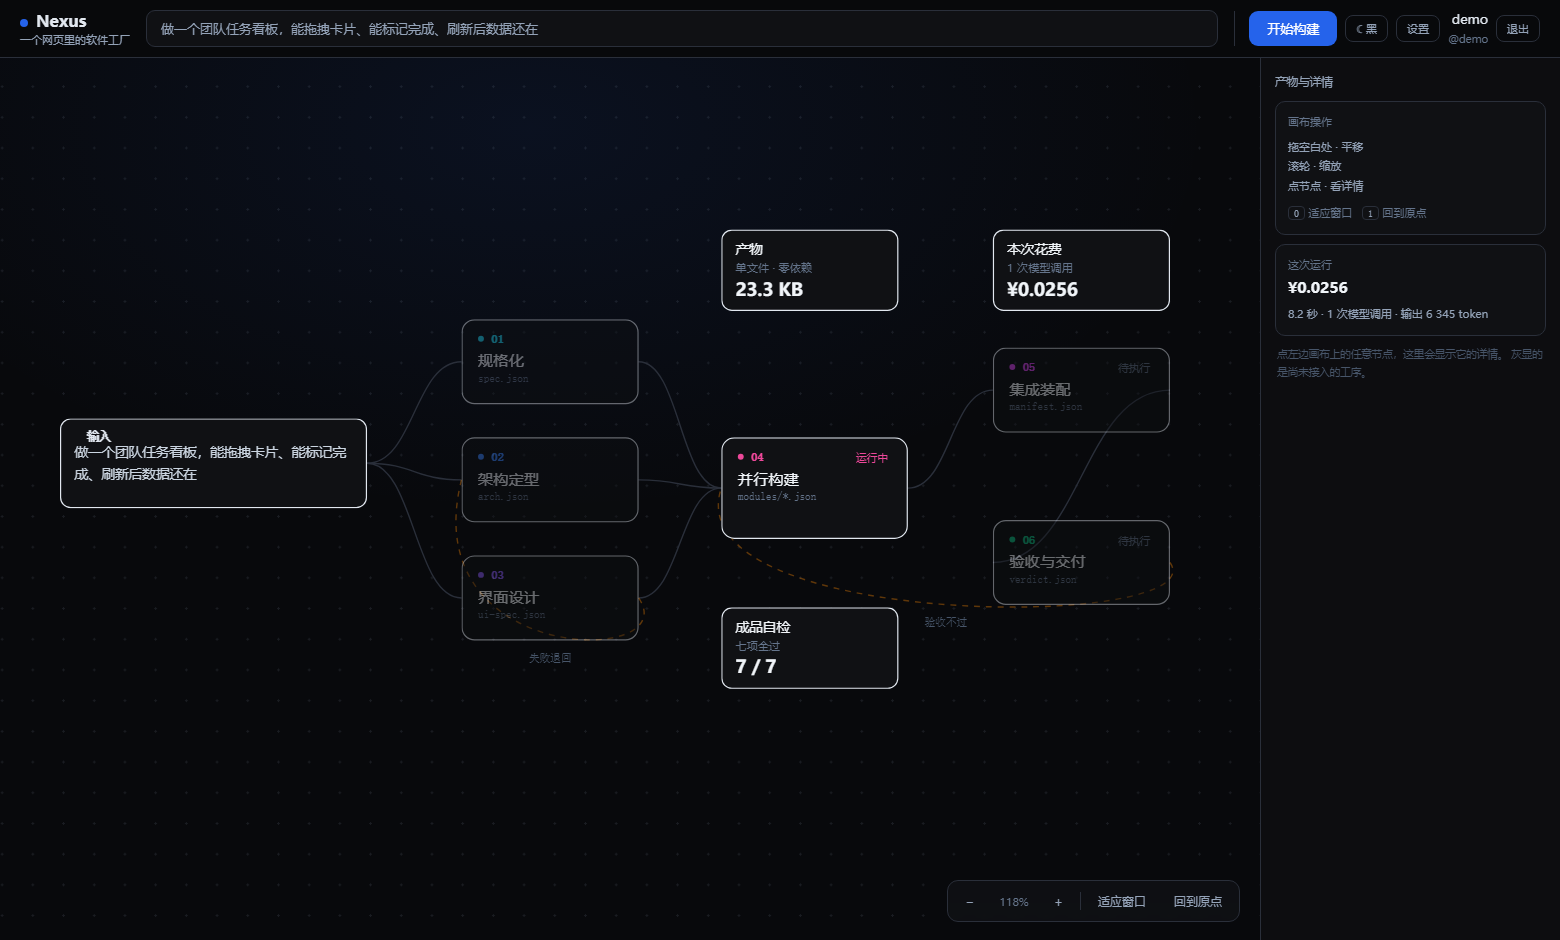 Nexus
一个网页里的软件工厂
做一个团队任务看板，能拖拽卡片、能标记完成、刷新后数据还在
开始构建
☾ 黑
设置
demo
@demo
退出
产物与详情
画布操作
拖空白处 · 平移
滚轮 · 缩放
点节点 · 看详情
0 适应窗口 1 回到原点
这次运行
¥0.0256
8.2 秒 · 1 次模型调用 · 输出 6 345 token
点左边画布上的任意节点，这里会显示它的详情。 灰显的
是尚未接入的工序。
输入
做一个团队任务看板，能拖拽卡片、能标记完
成、刷新后数据还在
01
规格化
spec.json
02
架构定型
arch.json
03
界面设计
ui-spec.json
失败退回
产物
单文件 · 零依赖
23.3 KB
04 运行中
并行构建
modules/*.json
成品自检
七项全过
7 / 7
本次花费
1 次模型调用
¥0.0256
05 待执行
集成装配
manifest.json
06 待执行
验收与交付
verdict.json
验收不过
− 118% + 适应窗口 回到原点